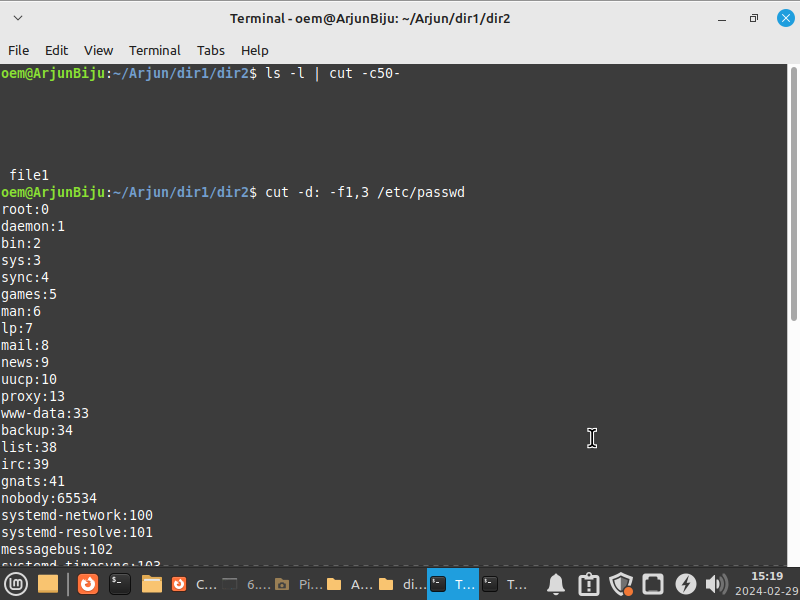 Terminal - oem@ArjunBiju: ~/Arjun/dir1/dir2
File Edit View Terminal Tabs Help
oem@ArjunBiju:~/Arjun/dir1/dir2$ ls -l | cut -c50-
file1
oem@ArjunBiju:~/Arjun/dir1/dir2$ cut -d: -f1,3 /etc/passwd
root:0
daemon:1
bin:2
sys:3
sync:4
games:5
man:6
lp:7
mail:8
news:9
uucp:10
proxy:13
www-data:33
backup:34
list:38
irc:39
gnats:41
nobody:65534
systemd-network:100
systemd-resolve:101
messagebus:102
systemd-timesync:103
C... 6.... Pi... A... di... T... T... 15:19
2024-02-29